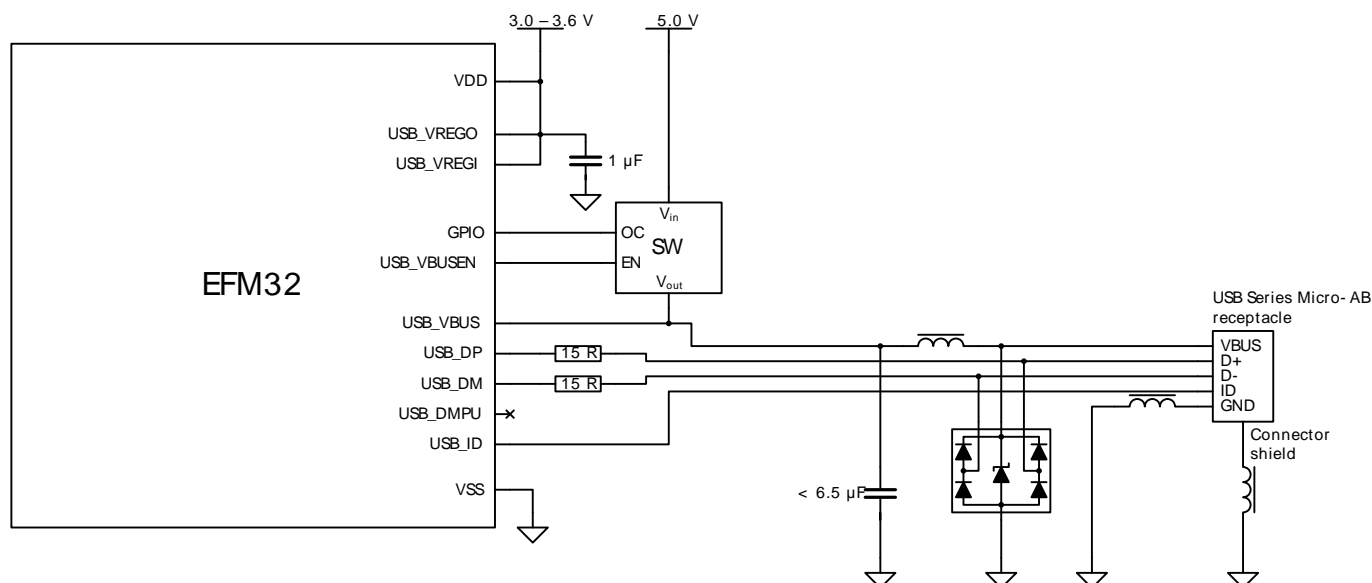 3.0 – 3.6 V
5.0 V
VDD
USB_VREGO
USB_VREGI
1 µF
Vin
GPIO
OC
SW
USB_VBUSEN
EN
EFM32
Vout
USB Series Micro- AB
receptacle
USB_VBUS
VBUS
USB_DP
15 R
D+
USB_DM
15 R
D-
ID
USB_DMPU
GND
USB_ID
Connector
shield
VSS
< 6.5 µF